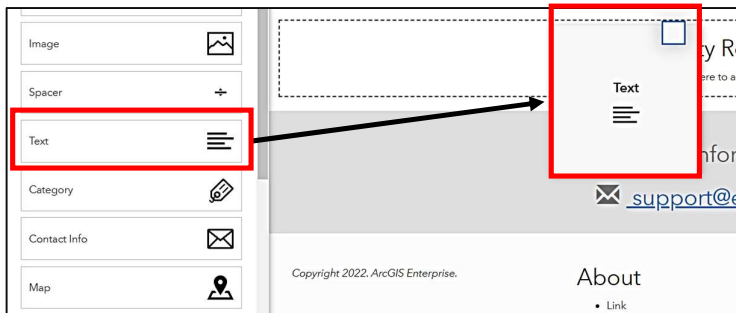 Image
Spacer
Text
Category
Contact Info
Map
Text
support@
Copyright 2022. ArcGIS Enterprise.
About
• Link